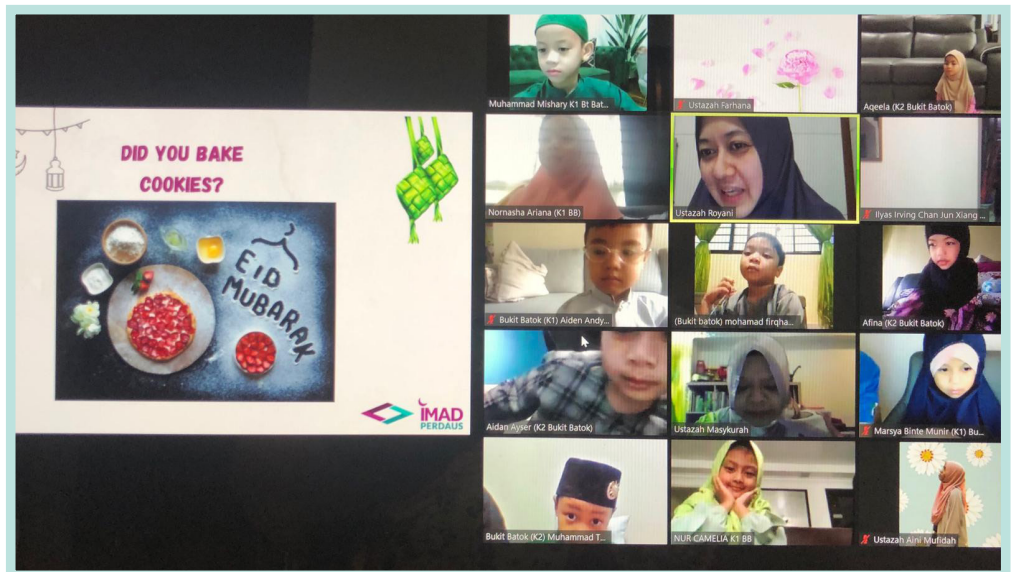 DID YOU BAKE
COOKIES?
EID
MUBARAK
IMAD
PERDAUS
Muhammad Mishary K1 Bt Bat...
Ustazah Farhana
Aqeela (K2 Bukit Batok)
Nornasha Ariana (K1 BB)
Ustazah Royani
Ilyas Irving Chan Jun Xiang ...
Bukit Batok (K1) Aiden Andy...
(Bukit batok) mohamad firqha...
Afina (K2 Bukit Batok)
Aidan Ayser (K2 Bukit Batok)
Ustazah Masykurah
Marsya Binte Munir (K1) Bu...
Bukit Batok (K2) Muhammad T...
NUR CAMELIA K1 BB
Ustazah Aini Mufidah